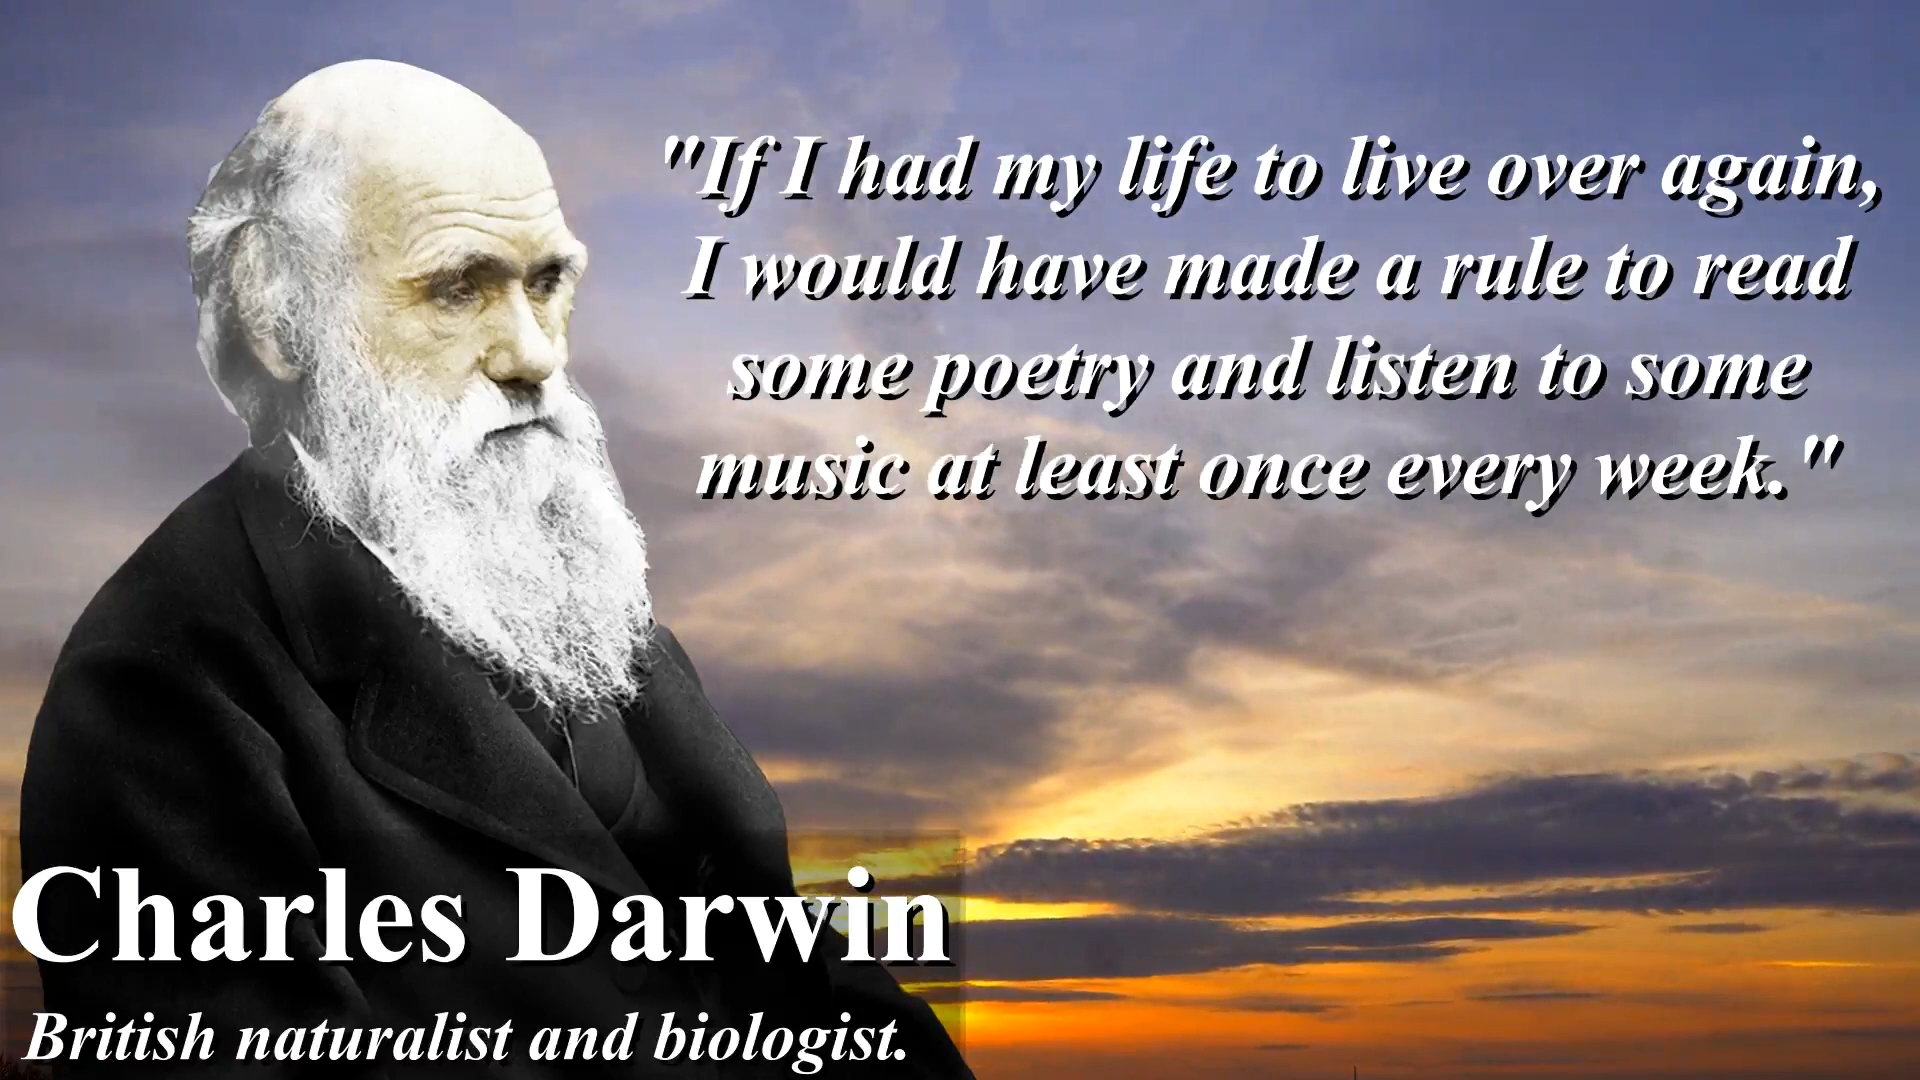 "If I had my life to live over again,
I would have made a rule to read
some poetry and listen to some
music at least once every week."
Charles Darwin
British naturalist and biologist.